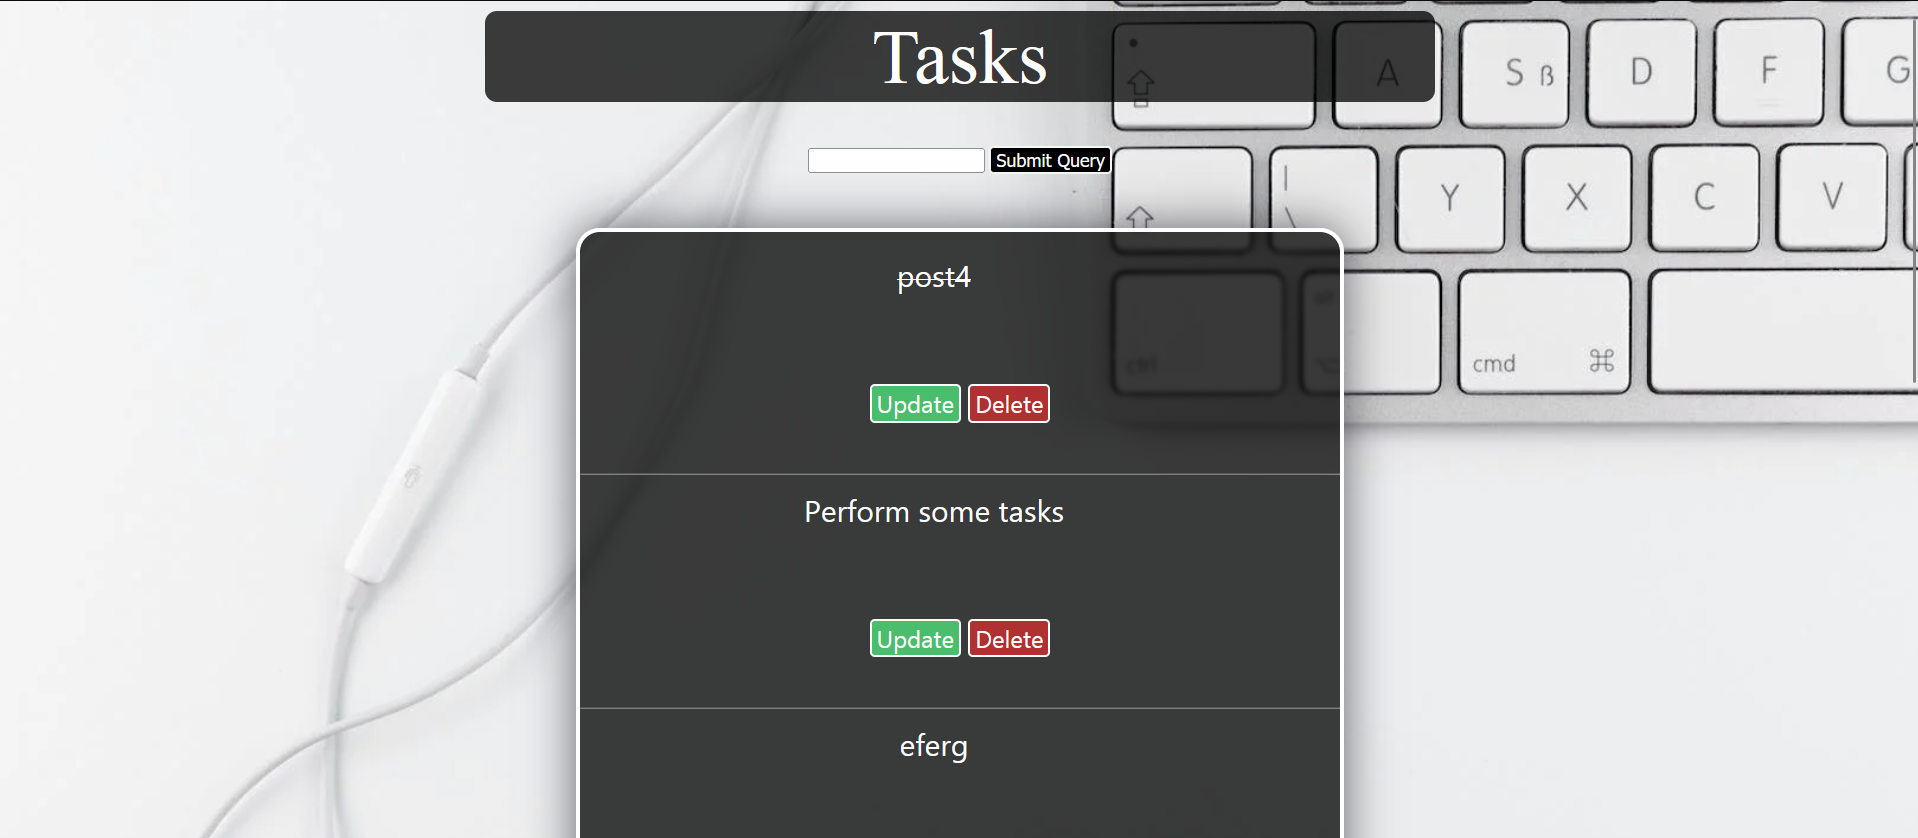 Tasks
A S ß D F G
Submit Query
Y X C V
post4
ctrl cmd ⌘
Update Delete
Perform some tasks
Update Delete
eferg